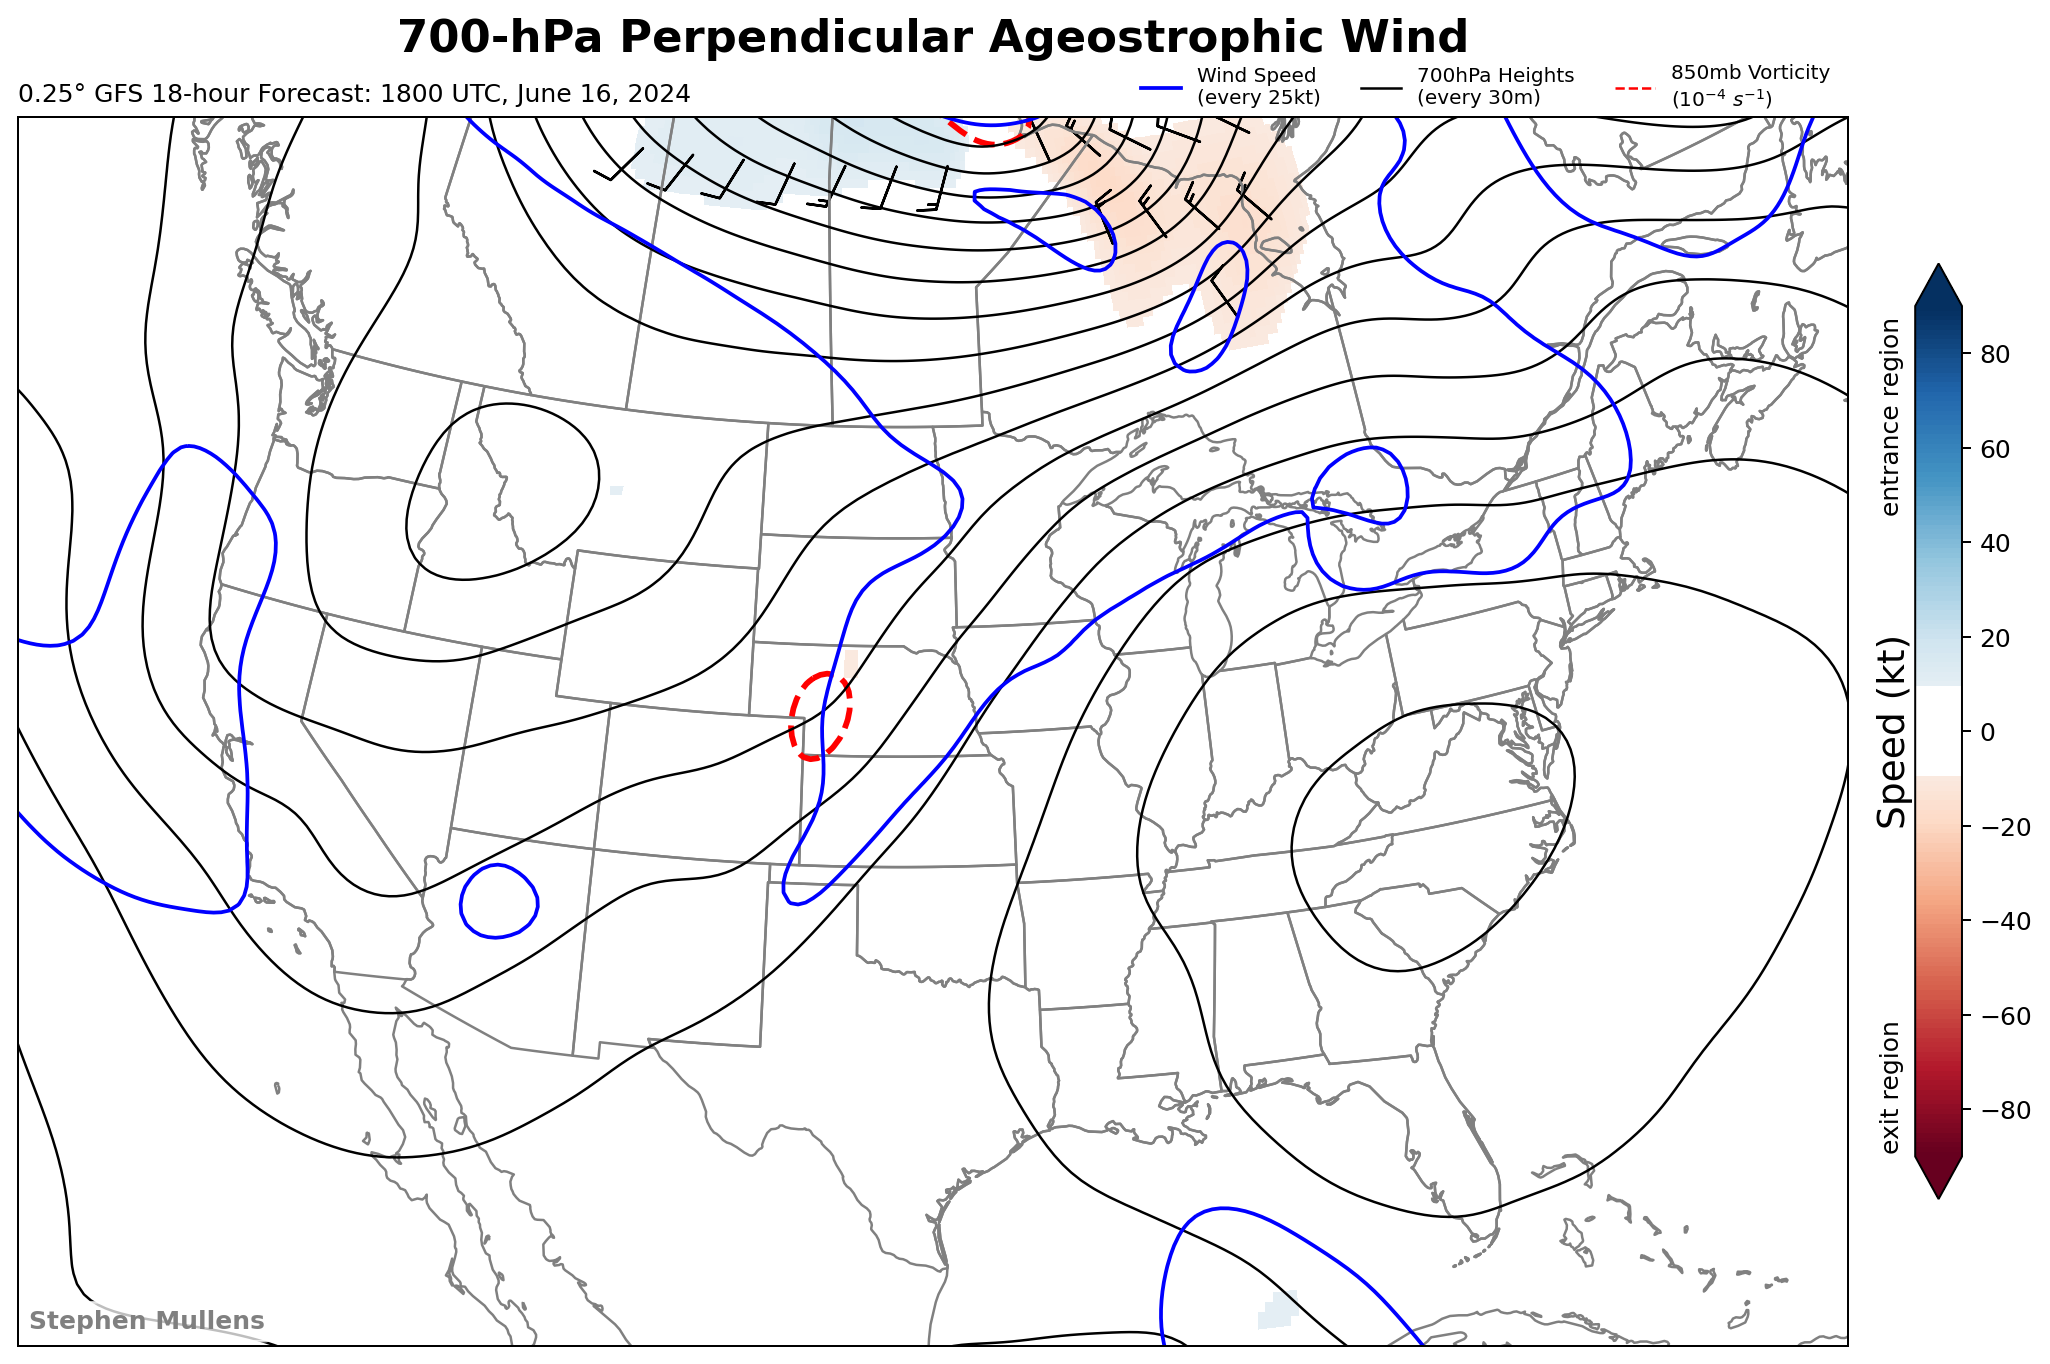 700-hPa Perpendicular Ageostrophic Wind
0.25° GFS 18-hour Forecast: 1800 UTC, June 16, 2024
Wind Speed
(every 25kt)
700hPa Heights
(every 30m)
850mb Vorticity
(10⁻⁴ s⁻¹)
entrance region
Speed (kt)
exit region
80
60
40
20
0
−20
−40
−60
−80
Stephen Mullens